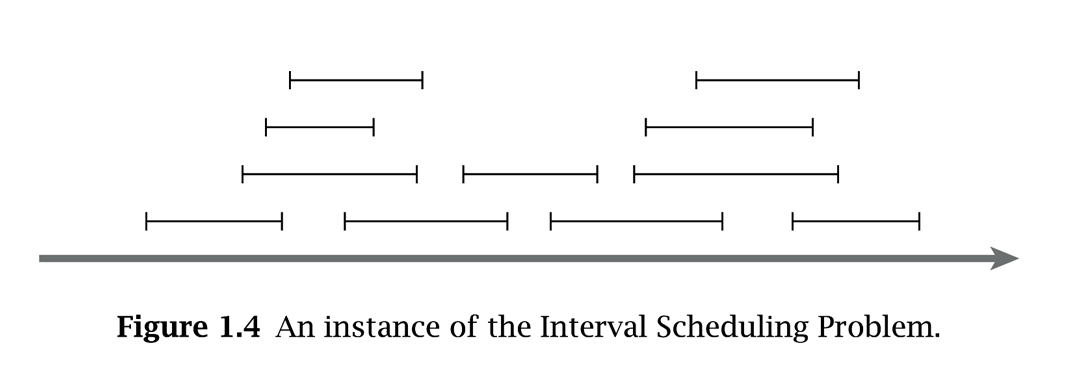 Figure 1.4 An instance of the Interval Scheduling Problem.